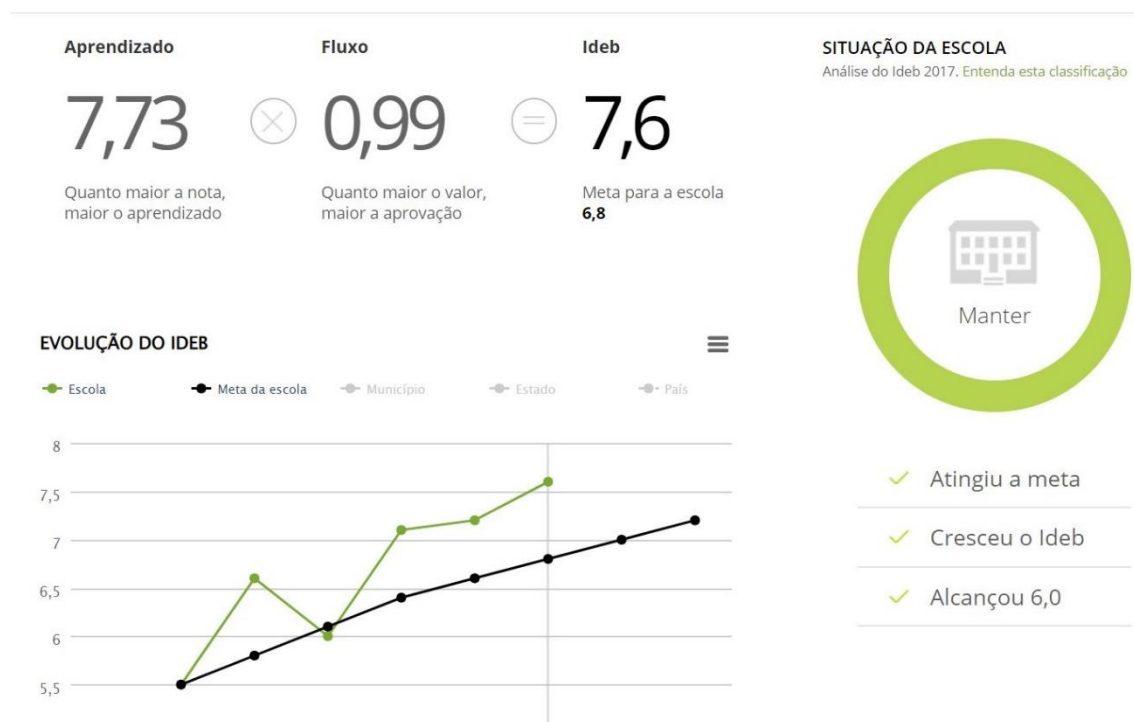 Aprendizado
7,73
Quanto maior a nota,
maior o aprendizado
Fluxo
0,99
Quanto maior o valor,
maior a aprovação
Ideb
7,6
Meta para a escola
6,8
SITUAÇÃO DA ESCOLA
Análise do Ideb 2017. Entenda esta classificação
Manter
Atingiu a meta
Cresceu o Ideb
Alcançou 6,0
EVOLUÇÃO DO IDEB
Escola
Meta da escola
Município
Estado
País
8
7,5
7
6,5
6
5,5